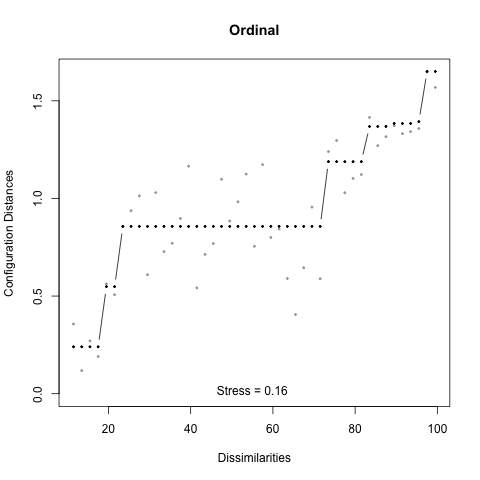 Ordinal
Configuration Distances
1.5
1.0
0.5
0.0
Stress = 0.16
20 40 60 80 100
Dissimilarities